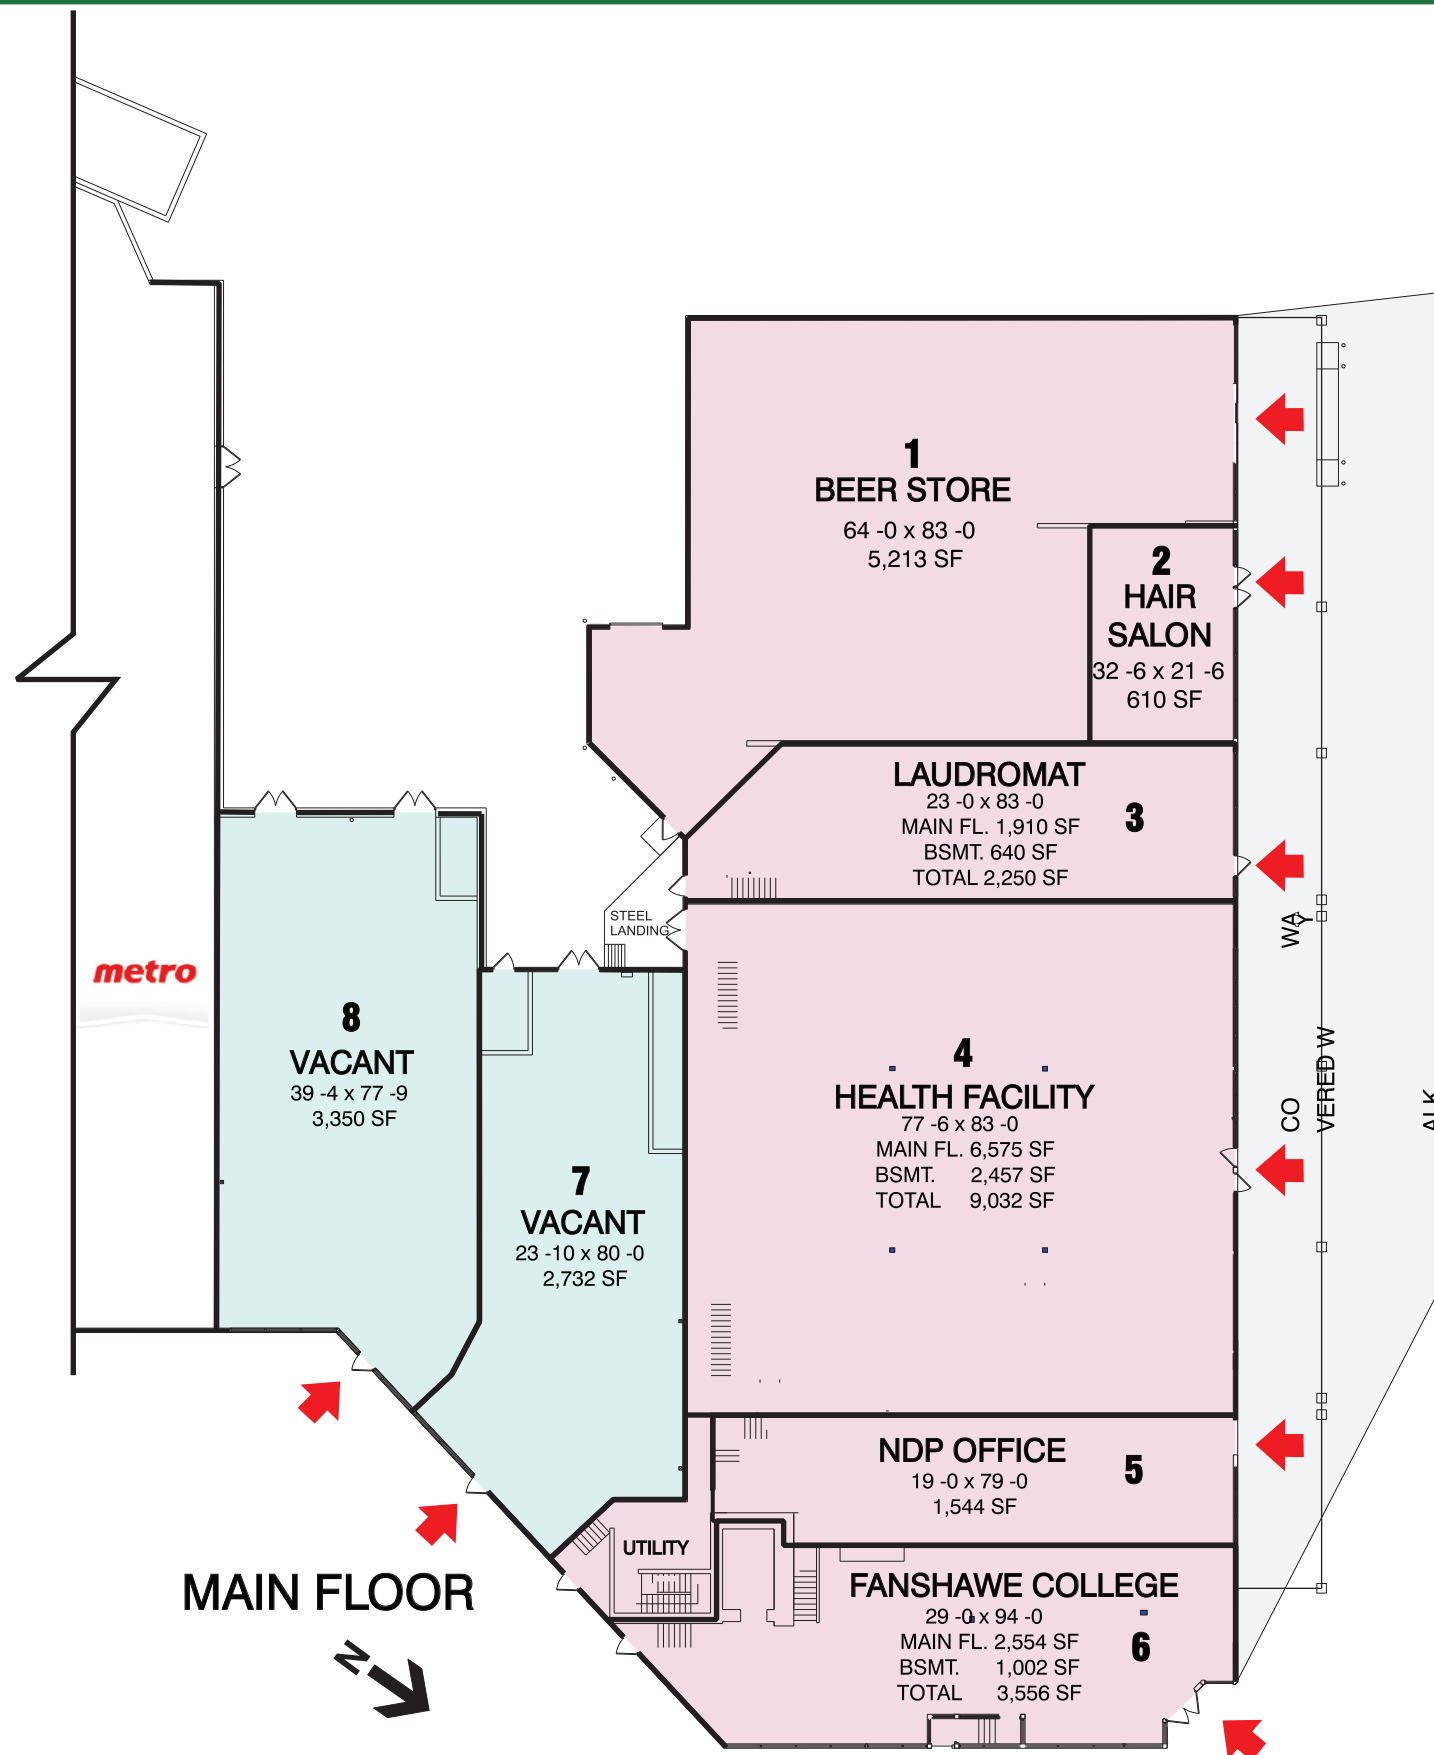 1
BEER STORE
64 -0 x 83 -0
5,213 SF
2
HAIR
SALON
32 -6 x 21 -6
610 SF
LAUDROMAT
23 -0 x 83 -0
MAIN FL. 1,910 SF
BSMT. 640 SF
TOTAL 2,250 SF
3
STEEL
LANDING
WA
Y
metro
8
VACANT
39 -4 x 77 -9
3,350 SF
4
HEALTH FACILITY
77 -6 x 83 -0
MAIN FL. 6,575 SF
BSMT. 2,457 SF
TOTAL 9,032 SF
CO
VERED W
ALK
7
VACANT
23 -10 x 80 -0
2,732 SF
NDP OFFICE
19 -0 x 79 -0
1,544 SF
5
UTILITY
MAIN FLOOR
N
FANSHAWE COLLEGE
29 -0 x 94 -0
MAIN FL. 2,554 SF
BSMT. 1,002 SF
TOTAL 3,556 SF
6